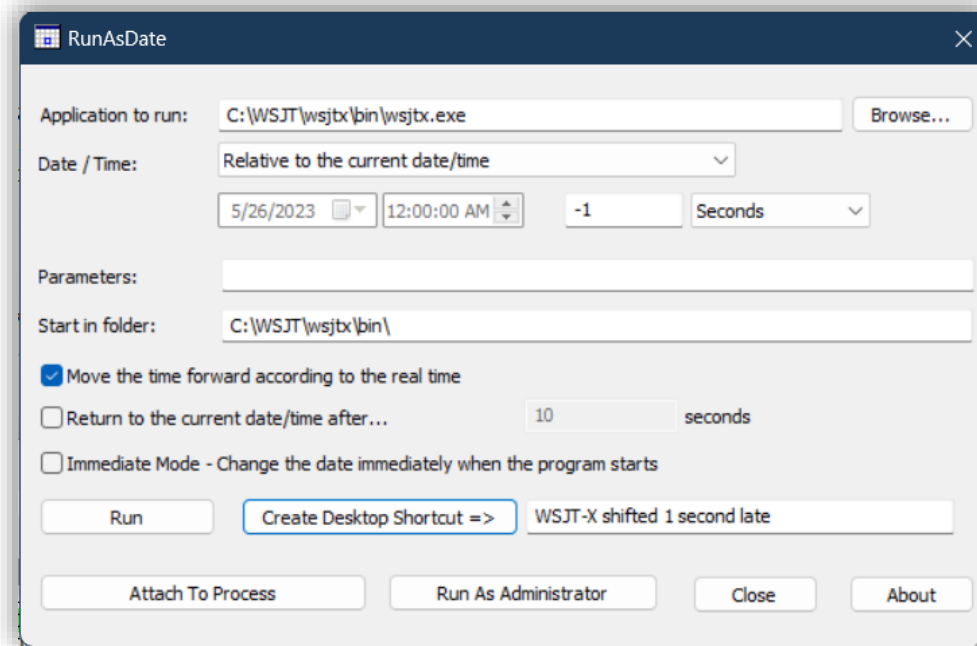 RunAsDate
Application to run: C:\WSJT\wsjtx\bin\wsjtx.exe Browse...
Date / Time: Relative to the current date/time
5/26/2023 12:00:00 AM -1 Seconds
Parameters:
Start in folder: C:\WSJT\wsjtx\bin\
Move the time forward according to the real time
Return to the current date/time after... 10 seconds
Immediate Mode - Change the date immediately when the program starts
Run Create Desktop Shortcut => WSJT-X shifted 1 second late
Attach To Process Run As Administrator Close About